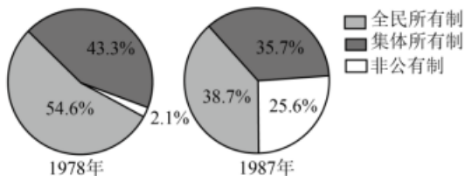 43.3%
54.6%
2.1%
1978年
35.7%
38.7%
25.6%
1987年
全民所有制
集体所有制
非公有制